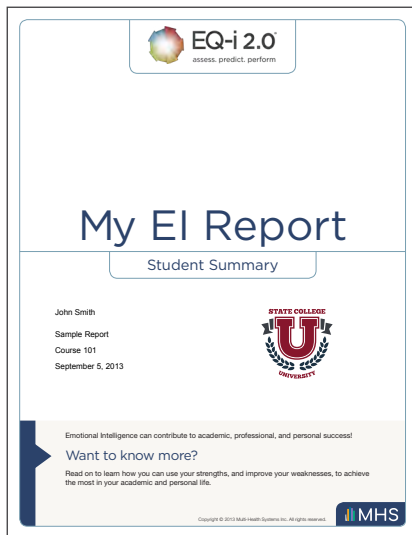 EQ-i 2.0
assess. predict. perform
My EI Report
Student Summary
John Smith
Sample Report
Course 101
September 5, 2013
STATE COLLEGE
U
UNIVERSITY
Emotional Intelligence can contribute to academic, professional, and personal success!
Want to know more?
Read on to learn how you can use your strengths, and improve your weaknesses, to achieve
the most in your academic and personal life.
Copyright © 2013 Multi-Health Systems Inc. All rights reserved.
MHS